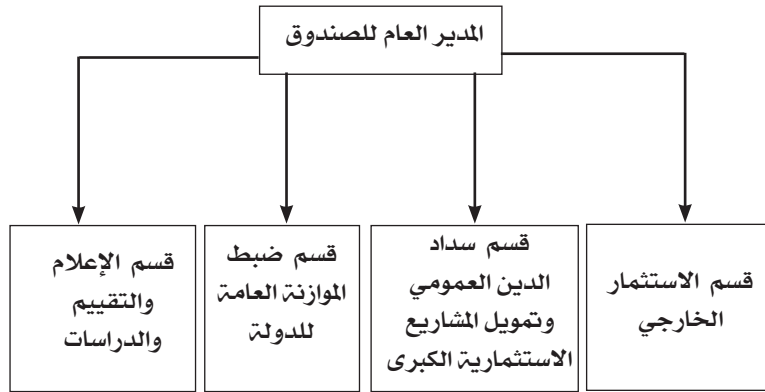 المدير العام للصندوق
قسم الاستثمار
الخارجي
قسم سداد
الدين العمومي
وتمويل المشاريع
الاستثمارية الكبرى
قسم ضبط
الموازنة العامة
للدولة
قسم الإعلام
والتقييم
والدراسات